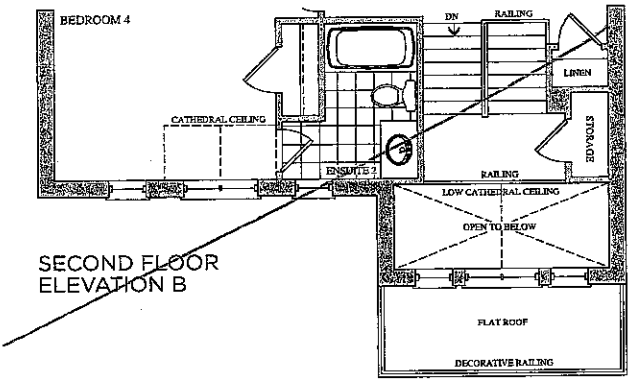 BEDROOM 4
DN
RAILING
LINEN
CATHEDRAL CEILING
STORAGE
ENSUITE 2
RAILING
LOW CATHEDRAL CEILING
OPEN TO BELOW
SECOND FLOOR
ELEVATION B
FLAT ROOF
DECORATIVE RAILING